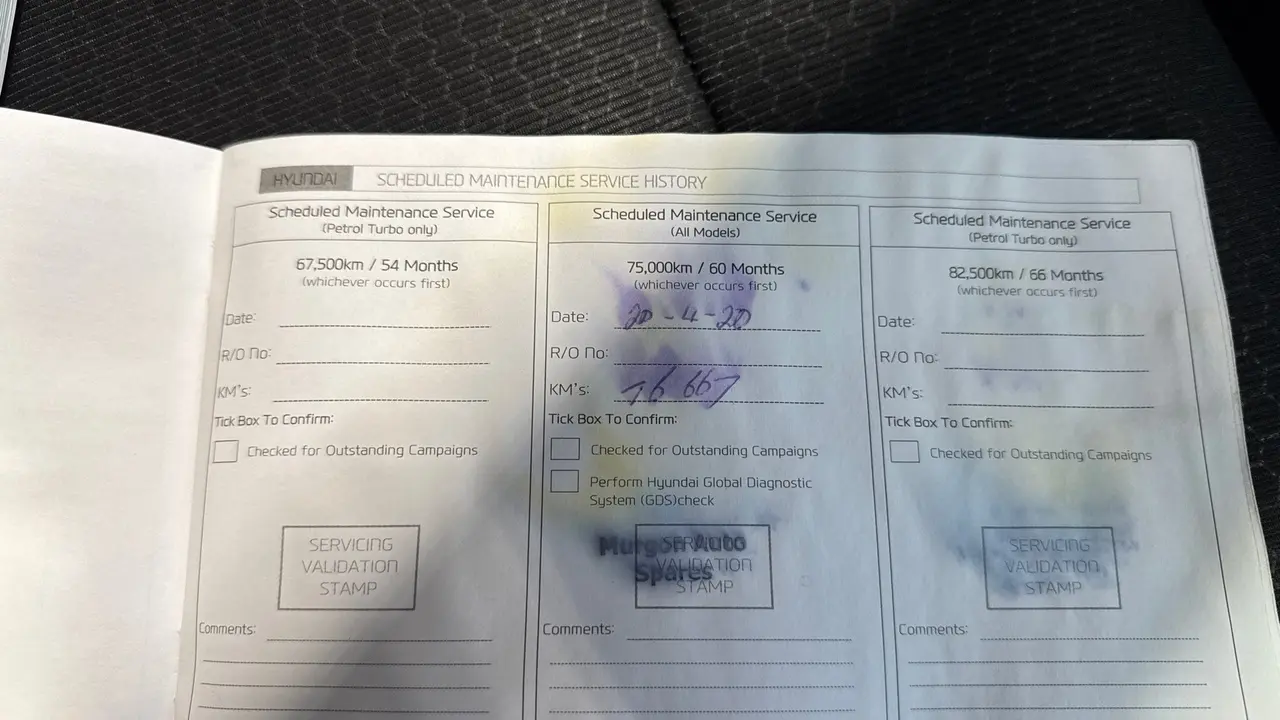 HYUNDAI SCHEDULED MAINTENANCE SERVICE HISTORY
Scheduled Maintenance Service
(Petrol Turbo only)
67,500km / 54 Months
(whichever occurs first)
Date:
R/O No:
KM's:
Tick Box To Confirm:
Checked for Outstanding Campaigns
SERVICING
VALIDATION
STAMP
Comments:
Scheduled Maintenance Service
(All Models)
75,000km / 60 Months
(whichever occurs first)
Date: 20-4-20
R/O No:
KM's: 76 667
Tick Box To Confirm:
Checked for Outstanding Campaigns
Perform Hyundai Global Diagnostic
System (GDS)check
Murgon Auto
Spares
SERVICING
VALIDATION
STAMP
Comments:
Scheduled Maintenance Service
(Petrol Turbo only)
82,500km / 66 Months
(whichever occurs first)
Date:
R/O No:
KM's:
Tick Box To Confirm:
Checked for Outstanding Campaigns
SERVICING
VALIDATION
STAMP
Comments: